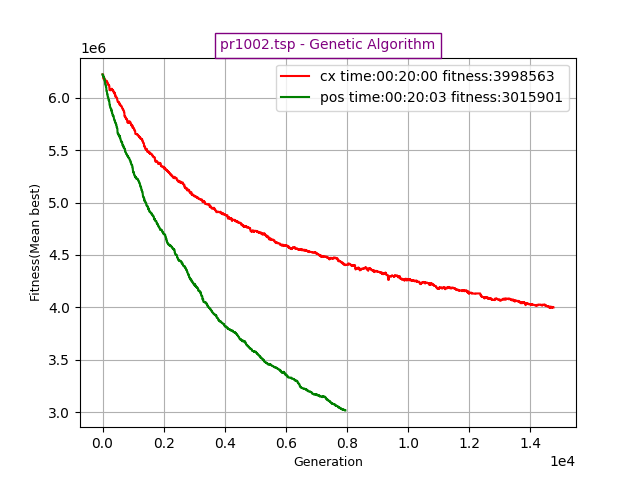 pr1002.tsp - Genetic Algorithm
1e6
cx time:00:20:00 fitness:3998563
pos time:00:20:03 fitness:3015901
6.0
5.5
5.0
4.5
4.0
3.5
3.0
Fitness(Mean best)
0.0 0.2 0.4 0.6 0.8 1.0 1.2 1.4
Generation
1e4